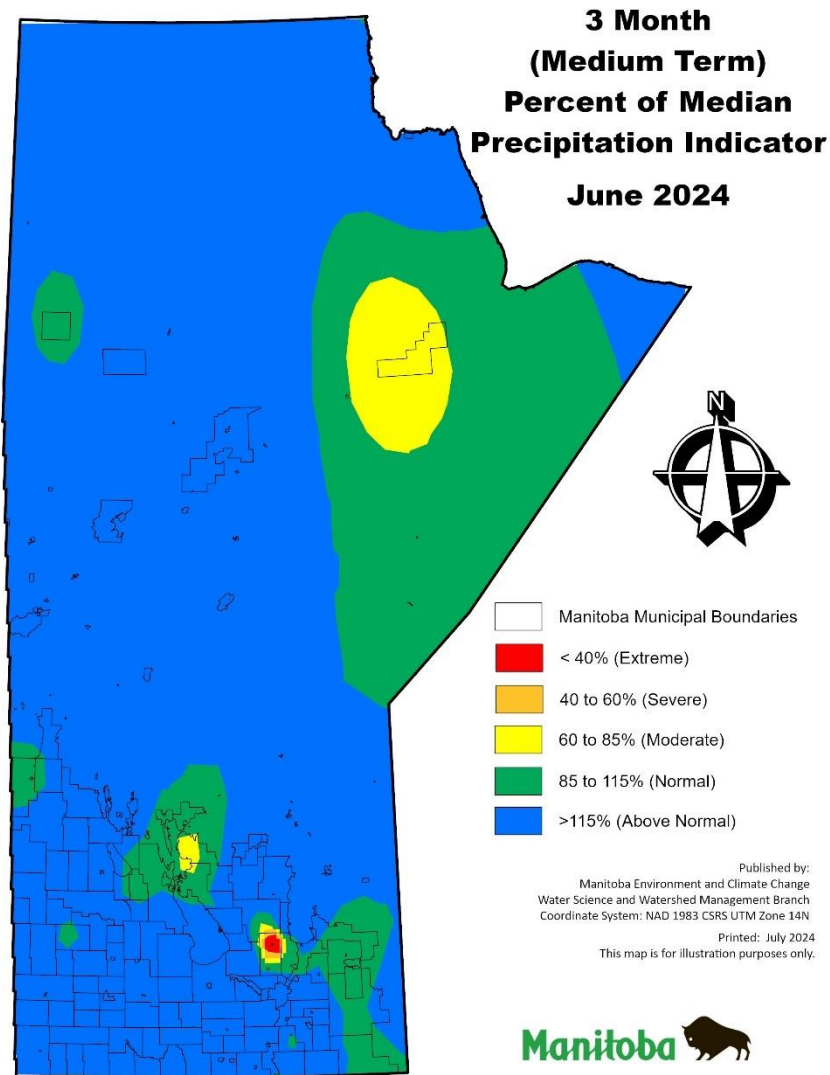 3 Month
(Medium Term)
Percent of Median
Precipitation Indicator
June 2024
N
Manitoba Municipal Boundaries
< 40% (Extreme)
40 to 60% (Severe)
60 to 85% (Moderate)
85 to 115% (Normal)
>115% (Above Normal)
Published by:
Manitoba Environment and Climate Change
Water Science and Watershed Management Branch
Coordinate System: NAD 1983 CSRS UTM Zone 14N
Printed: July 2024
This map is for illustration purposes only.
Manitoba